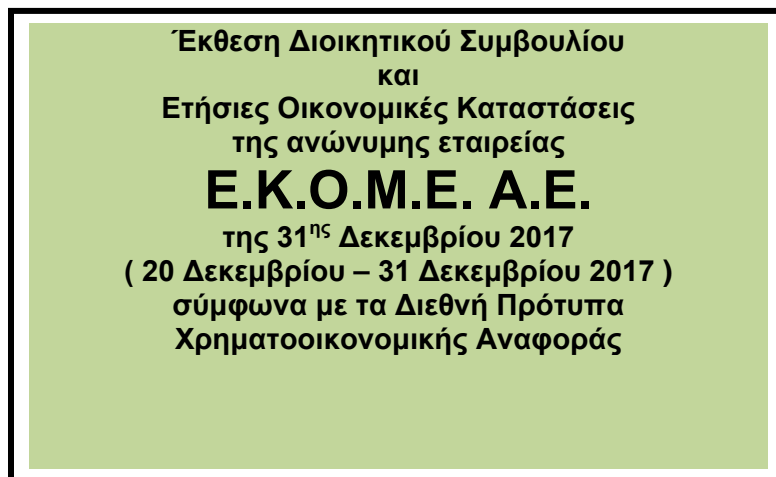 Έκθεση Διοικητικού Συμβουλίου
και
Ετήσιες Οικονομικές Καταστάσεις
της ανώνυμης εταιρείας
Ε.Κ.Ο.Μ.Ε. Α.Ε.
της 31ης Δεκεμβρίου 2017
( 20 Δεκεμβρίου – 31 Δεκεμβρίου 2017 )
σύμφωνα με τα Διεθνή Πρότυπα
Χρηματοοικονομικής Αναφοράς